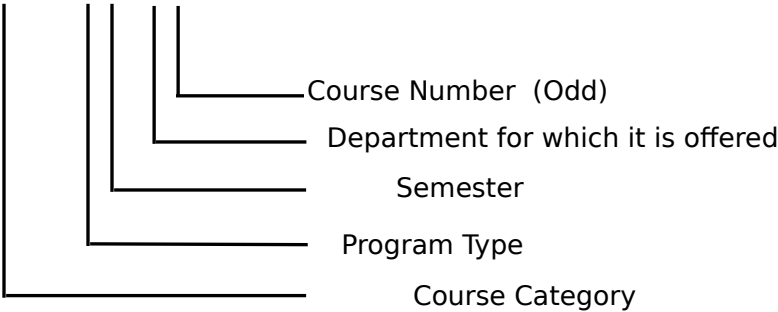 Course Number (Odd)
Department for which it is offered
Semester
Program Type
Course Category